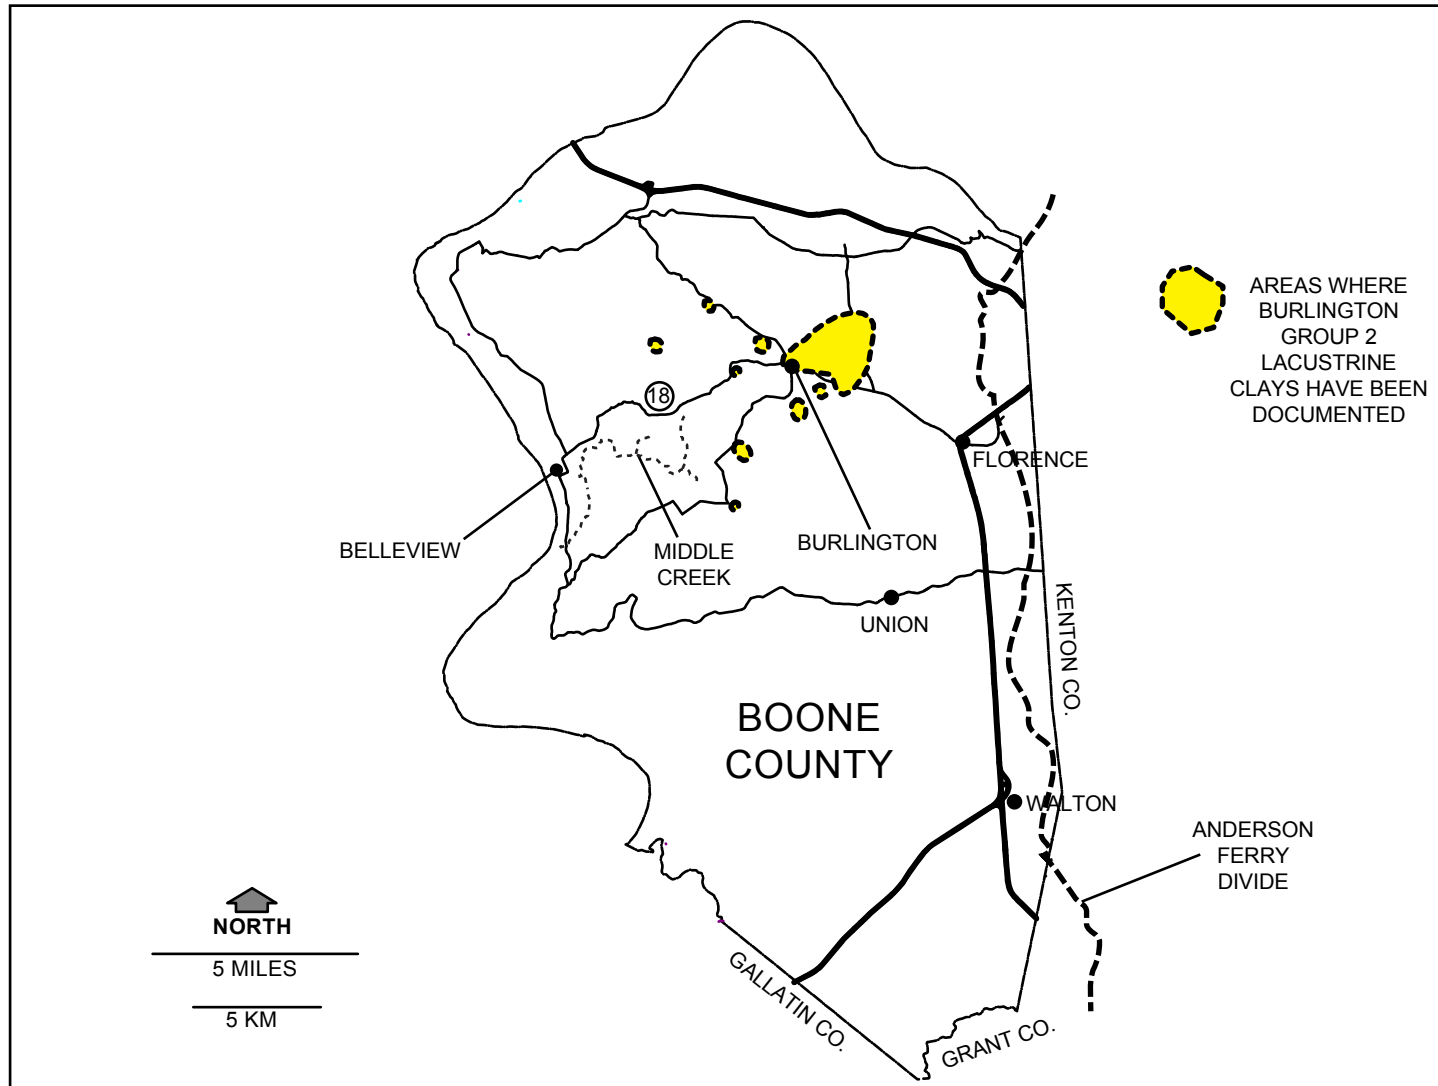 AREAS WHERE
BURLINGTON
GROUP 2
LACUSTRINE
CLAYS HAVE BEEN
DOCUMENTED
18
FLORENCE
BELLEVIEW
MIDDLE
CREEK
BURLINGTON
UNION
KENTON CO.
BOONE
COUNTY
WALTON
ANDERSON
FERRY
DIVIDE
NORTH
5 MILES
5 KM
GALLATIN CO.
GRANT CO.